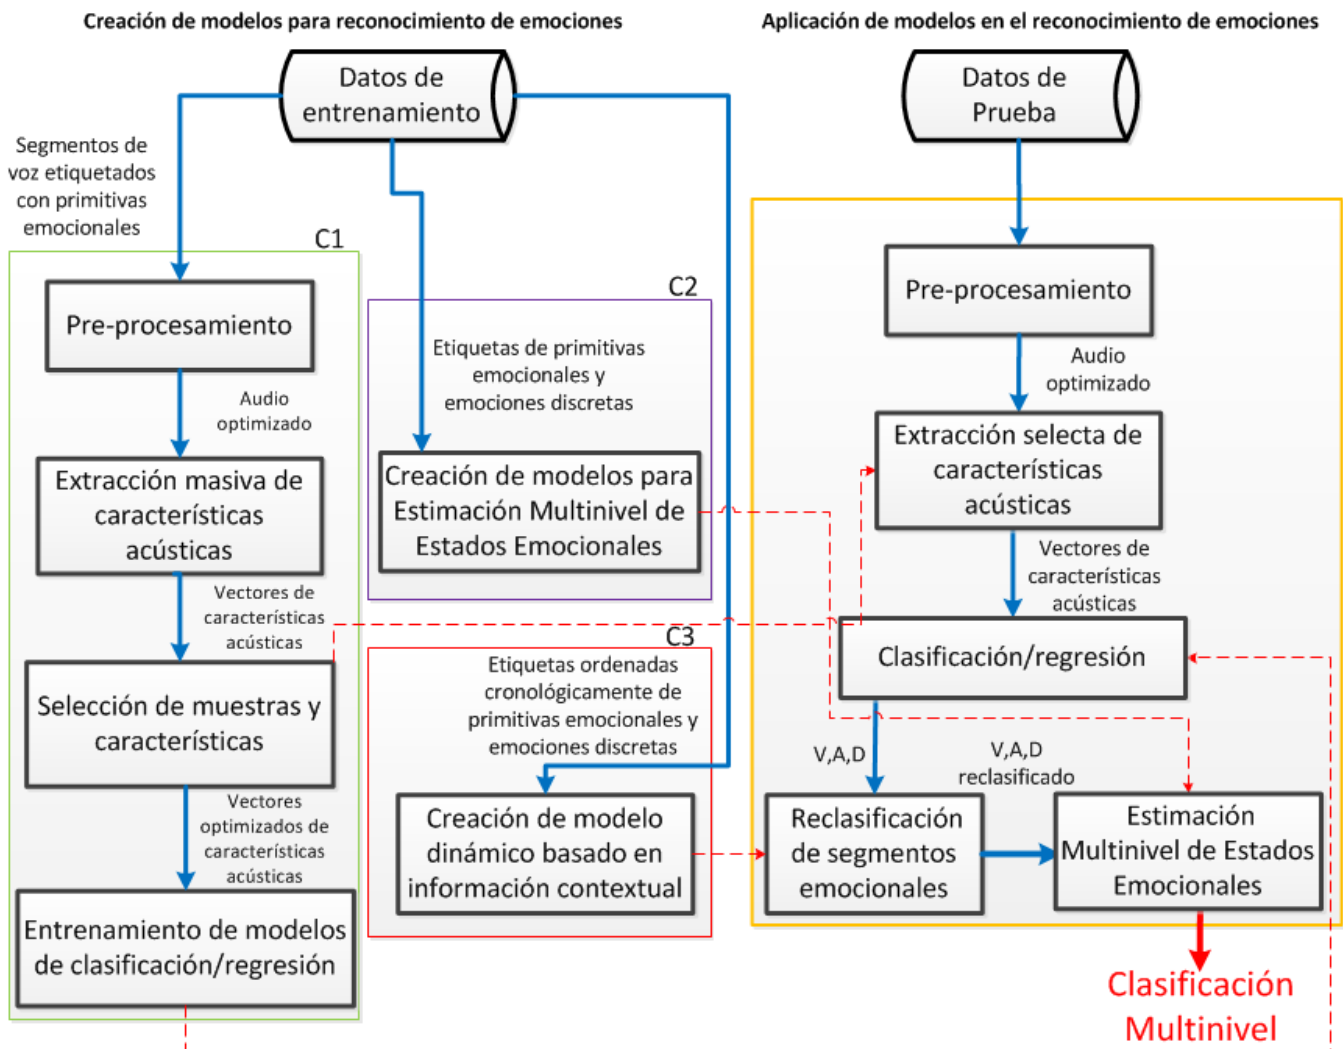 Creación de modelos para reconocimiento de emociones
Datos de
entrenamiento
Segmentos de
voz etiquetados
con primitivas
emocionales
C1
Pre-procesamiento
Audio
optimizado
Extracción masiva de
características
acústicas
Vectores de
características
acústicas
Selección de muestras y
características
Vectores
optimizados de
características
acústicas
Entrenamiento de modelos
de clasificación/regresión
C2
Etiquetas de primitivas
emocionales y
emociones discretas
Creación de modelos para
Estimación Multinivel de
Estados Emocionales
C3
Etiquetas ordenadas
cronológicamente de
primitivas emocionales y
emociones discretas
Creación de modelo
dinámico basado en
información contextual
Aplicación de modelos en el reconocimiento de emociones
Datos de
Prueba
Pre-procesamiento
Audio
optimizado
Extracción selecta de
características
acústicas
Vectores de
características
acústicas
Clasificación/regresión
V,A,D
V,A,D
reclasificado
Reclasificación
de segmentos
emocionales
Estimación
Multinivel de Estados
Emocionales
Clasificación
Multinivel